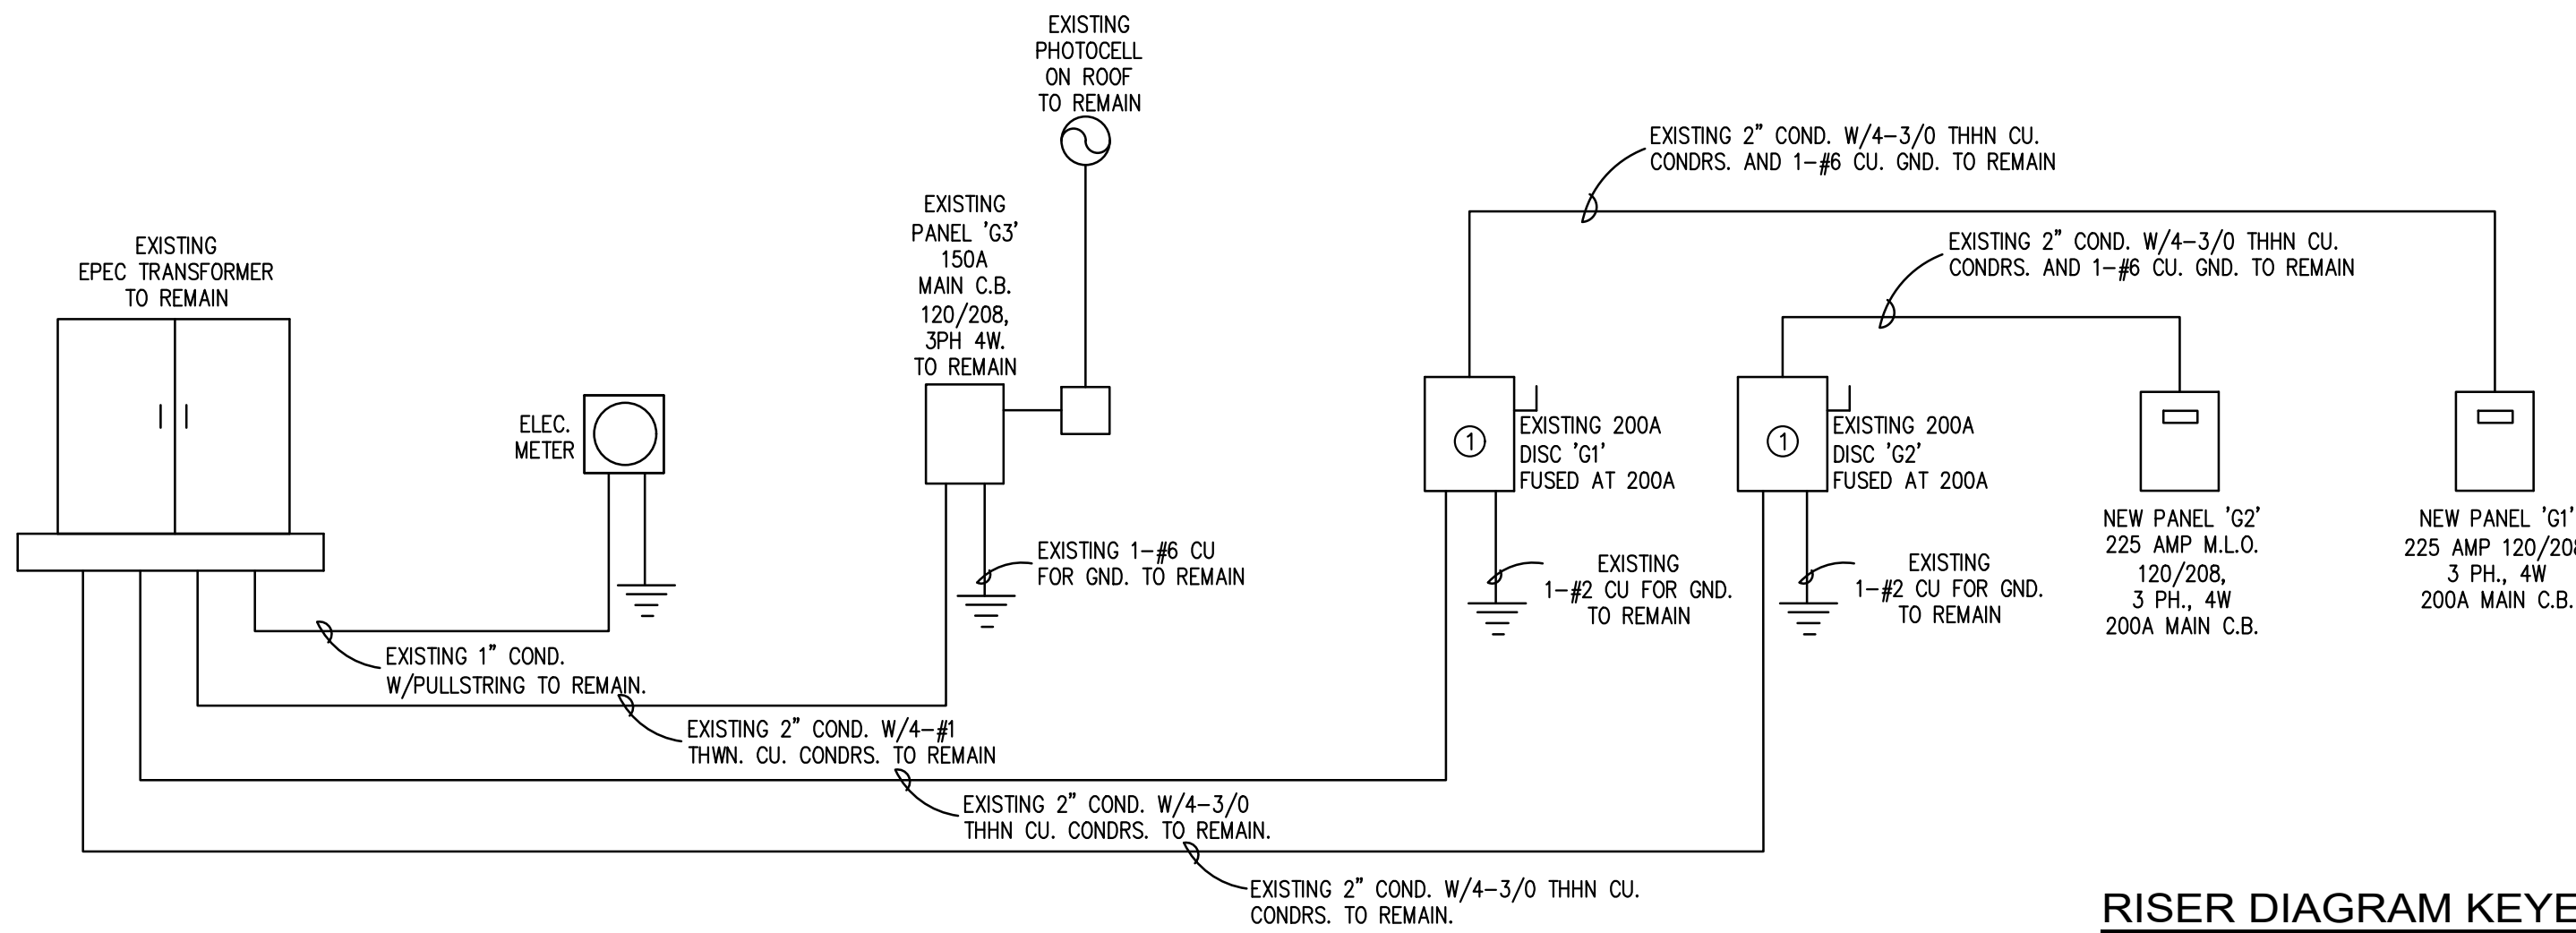 EXISTING
PHOTOCELL
ON ROOF
TO REMAIN
EXISTING 2" COND. W/4-3/0 THHN CU.
CONDRS. AND 1-#6 CU. GND. TO REMAIN
EXISTING
PANEL 'G3'
150A
MAIN C.B.
120/208,
3PH 4W.
TO REMAIN
EXISTING
EPEC TRANSFORMER
TO REMAIN
EXISTING 2" COND. W/4-3/0 THHN CU.
CONDRS. AND 1-#6 CU. GND. TO REMAIN
ELEC.
METER
1
EXISTING 200A
DISC 'G1'
FUSED AT 200A
1
EXISTING 200A
DISC 'G2'
FUSED AT 200A
NEW PANEL 'G2'
225 AMP M.L.O.
120/208,
3 PH., 4W
200A MAIN C.B.
NEW PANEL 'G1'
225 AMP 120/208
3 PH., 4W
200A MAIN C.B.
EXISTING 1-#6 CU
FOR GND. TO REMAIN
EXISTING
1-#2 CU FOR GND.
TO REMAIN
EXISTING
1-#2 CU FOR GND.
TO REMAIN
EXISTING 1" COND.
W/PULLSTRING TO REMAIN.
EXISTING 2" COND. W/4-#1
THWN. CU. CONDRS. TO REMAIN
EXISTING 2" COND. W/4-3/0
THHN CU. CONDRS. TO REMAIN.
EXISTING 2" COND. W/4-3/0 THHN CU.
CONDRS. TO REMAIN.
RISER DIAGRAM KEYE